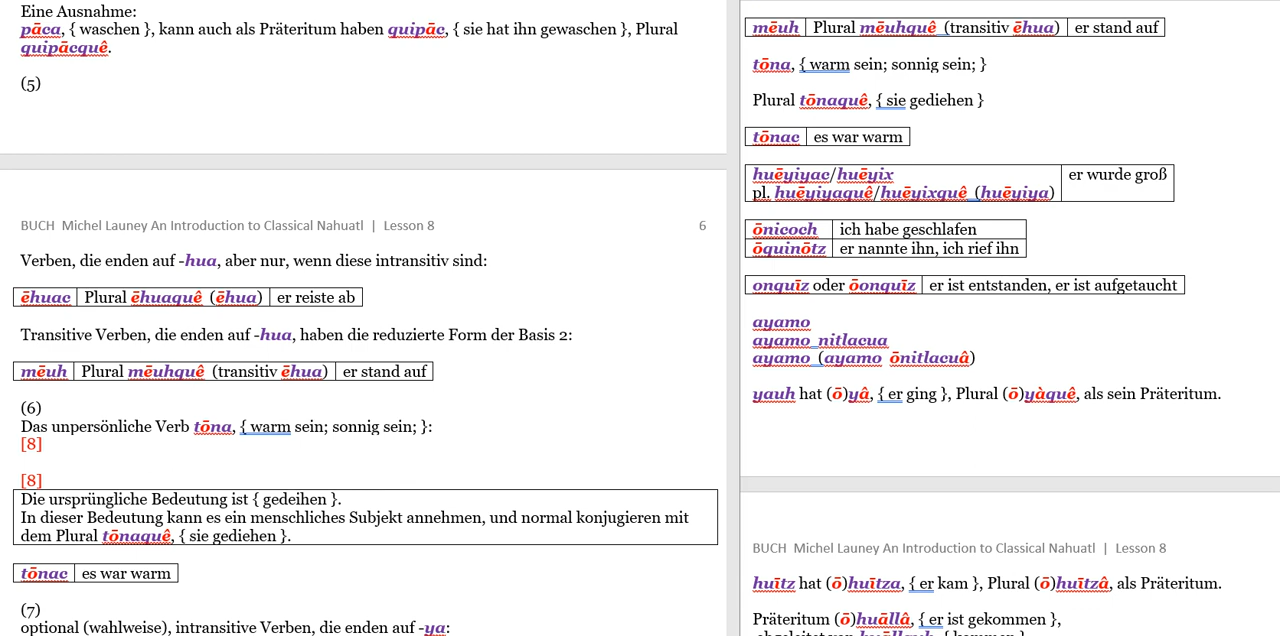 Eine Ausnahme:
pāca, { waschen }, kann auch als Präteritum haben quipāc, { sie hat ihn gewaschen }, Plural
quipācquê.
(5)
BUCH Michel Launey An Introduction to Classical Nahuatl | Lesson 8 6
Verben, die enden auf -hua, aber nur, wenn diese intransitiv sind:
ēhuac Plural ēhuaquê (ēhua) er reiste ab
Transitive Verben, die enden auf -hua, haben die reduzierte Form der Basis 2:
mēuh Plural mēuhquê (transitiv ēhua) er stand auf
(6)
Das unpersönliche Verb tōna, { warm sein; sonnig sein; }:
[8]
[8]
Die ursprüngliche Bedeutung ist { gedeihen }.
In dieser Bedeutung kann es ein menschliches Subjekt annehmen, und normal konjugieren mit
dem Plural tōnaquê, { sie gediehen }.
tōnac es war warm
(7)
optional (wahlweise), intransitive Verben, die enden auf -ya:
mēuh Plural mēuhquê (transitiv ēhua) er stand auf
tōna, { warm sein; sonnig sein; }
Plural tōnaquê, { sie gediehen }
tōnac es war warm
huēyiyac/huēyix er wurde groß
pl. huēyiyaquê/huēyixquê (huēyiya)
ōnicoch ich habe geschlafen
ōquinōtz er nannte ihn, ich rief ihn
onquīz oder ōonquīz er ist entstanden, er ist aufgetaucht
ayamo
ayamo nitlacua
ayamo (ayamo ōnitlacuâ)
yauh hat (ō)yâ, { er ging }, Plural (ō)yàquê, als sein Präteritum.
BUCH Michel Launey An Introduction to Classical Nahuatl | Lesson 8
huītz hat (ō)huītza, { er kam }, Plural (ō)huītzâ, als Präteritum.
Präteritum (ō)huāllâ, { er ist gekommen },